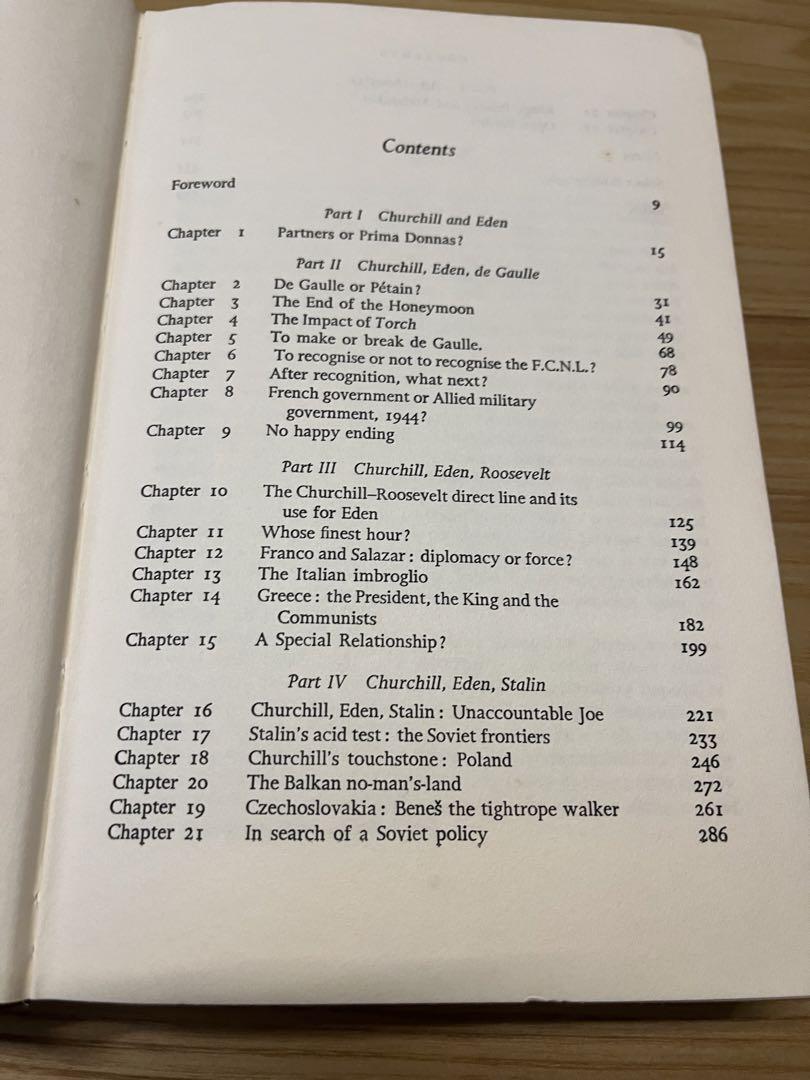 Contents
Foreword 9
Part I Churchill and Eden
Chapter 1 Partners or Prima Donnas? 15
Part II Churchill, Eden, de Gaulle
Chapter 2 De Gaulle or Pétain? 31
Chapter 3 The End of the Honeymoon 41
Chapter 4 The Impact of Torch 49
Chapter 5 To make or break de Gaulle. 68
Chapter 6 To recognise or not to recognise the F.C.N.L.? 78
Chapter 7 After recognition, what next? 90
Chapter 8 French government or Allied military
government, 1944? 99
Chapter 9 No happy ending 114
Part III Churchill, Eden, Roosevelt
Chapter 10 The Churchill–Roosevelt direct line and its
use for Eden 125
Chapter 11 Whose finest hour? 139
Chapter 12 Franco and Salazar: diplomacy or force? 148
Chapter 13 The Italian imbroglio 162
Chapter 14 Greece: the President, the King and the
Communists 182
Chapter 15 A Special Relationship? 199
Part IV Churchill, Eden, Stalin
Chapter 16 Churchill, Eden, Stalin: Unaccountable Joe 221
Chapter 17 Stalin's acid test: the Soviet frontiers 233
Chapter 18 Churchill's touchstone: Poland 246
Chapter 20 The Balkan no-man's-land 272
Chapter 19 Czechoslovakia: Beneš the tightrope walker 261
Chapter 21 In search of a Soviet policy 286